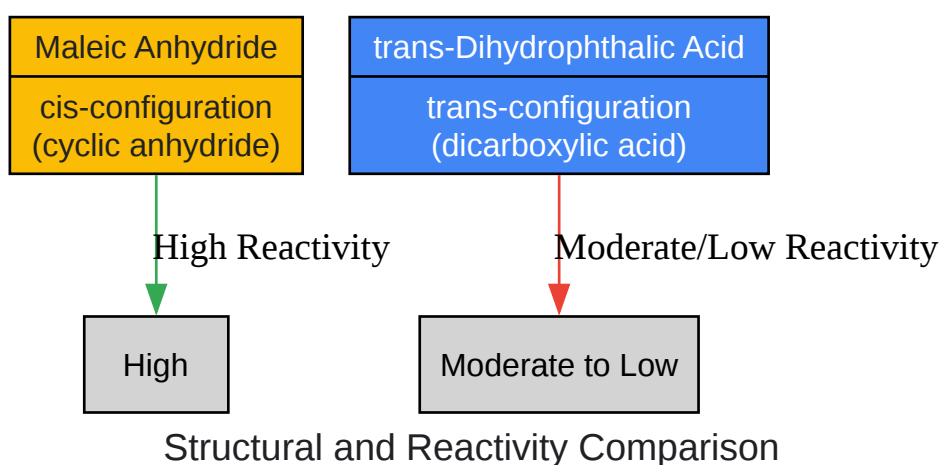 Maleic Anhydride
cis-configuration
(cyclic anhydride)
trans-Dihydrophthalic Acid
trans-configuration
(dicarboxylic acid)
High Reactivity
Moderate/Low Reactivity
High
Moderate to Low
Structural and Reactivity Comparison